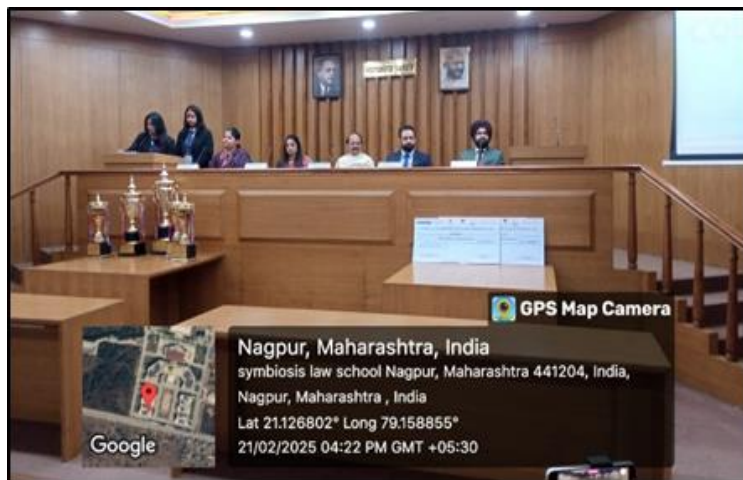 GPS Map Camera
Nagpur, Maharashtra, India
symbiosis law school Nagpur, Maharashtra 441204, India,
Nagpur, Maharashtra , India
Lat 21.126802° Long 79.158855°
21/02/2025 04:22 PM GMT +05:30
Google